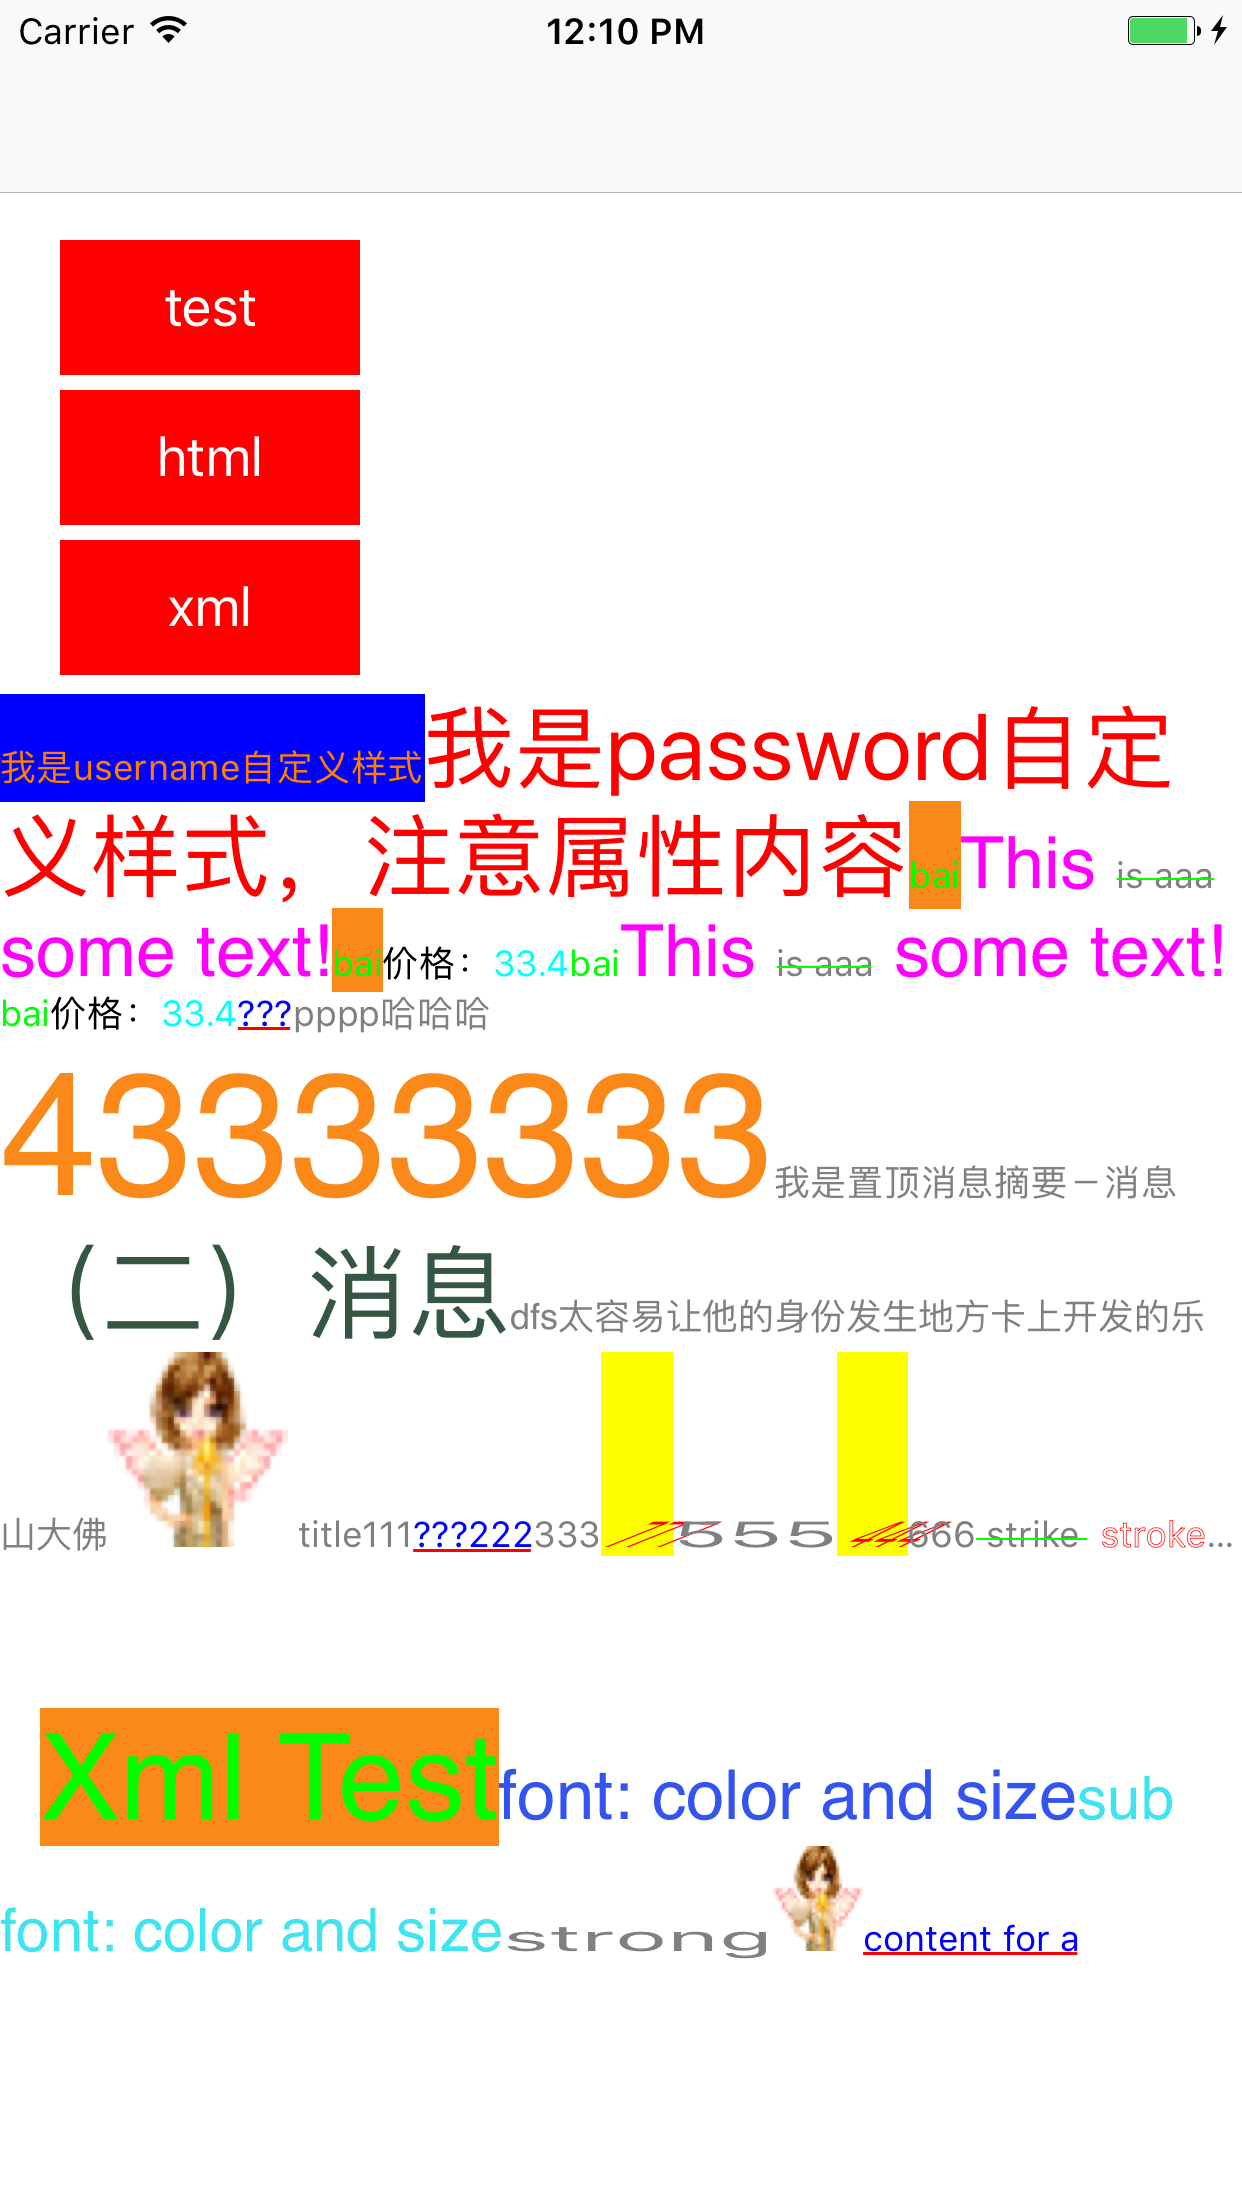 Carrier 12:10 PM
test
html
xml
我是username自定义样式我是password自定
义样式，注意属性内容baiThis is aaa
some text!bai价格：33.4baiThis is aaa some text!
bai价格：33.4???pppp哈哈哈
43333333我是置顶消息摘要－消息
（二）消息dfs太容易让他的身份发生地方卡上开发的乐
山大佛 title111???222333 555 666 strike stroke...
Xml Testfont: color and sizesub
font: color and sizestrong content for a